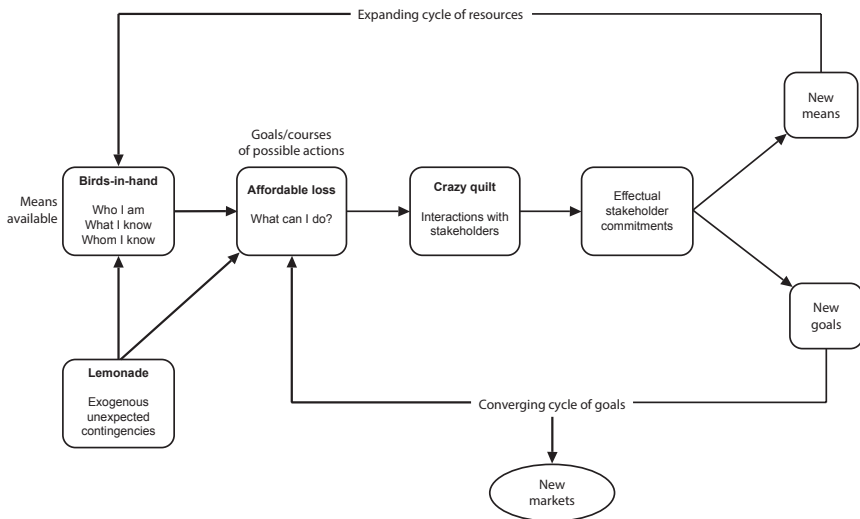 Expanding cycle of resources
New
means
Goals/courses
of possible actions
Means
available
Birds-in-hand
Who I am
What I know
Whom I know
Affordable loss
What can I do?
Crazy quilt
Interactions with
stakeholders
Effectual
stakeholder
commitments
New
goals
Lemonade
Exogenous
unexpected
contingencies
Converging cycle of goals
New
markets